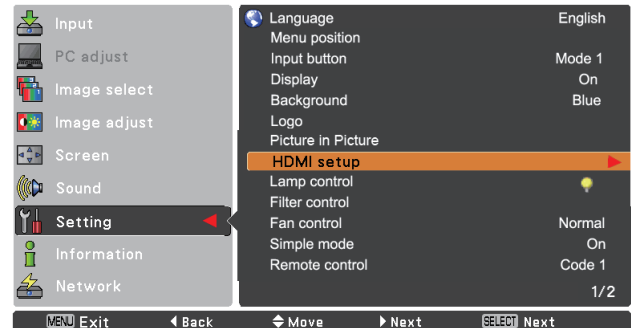 Input
PC adjust
Image select
Image adjust
Screen
Sound
Setting
Information
Network
Language English
Menu position
Input button Mode 1
Display On
Background Blue
Logo
Picture in Picture
HDMI setup
Lamp control
Filter control
Fan control Normal
Simple mode On
Remote control Code 1
1/2
MENU Exit Back Move Next SELECT Next